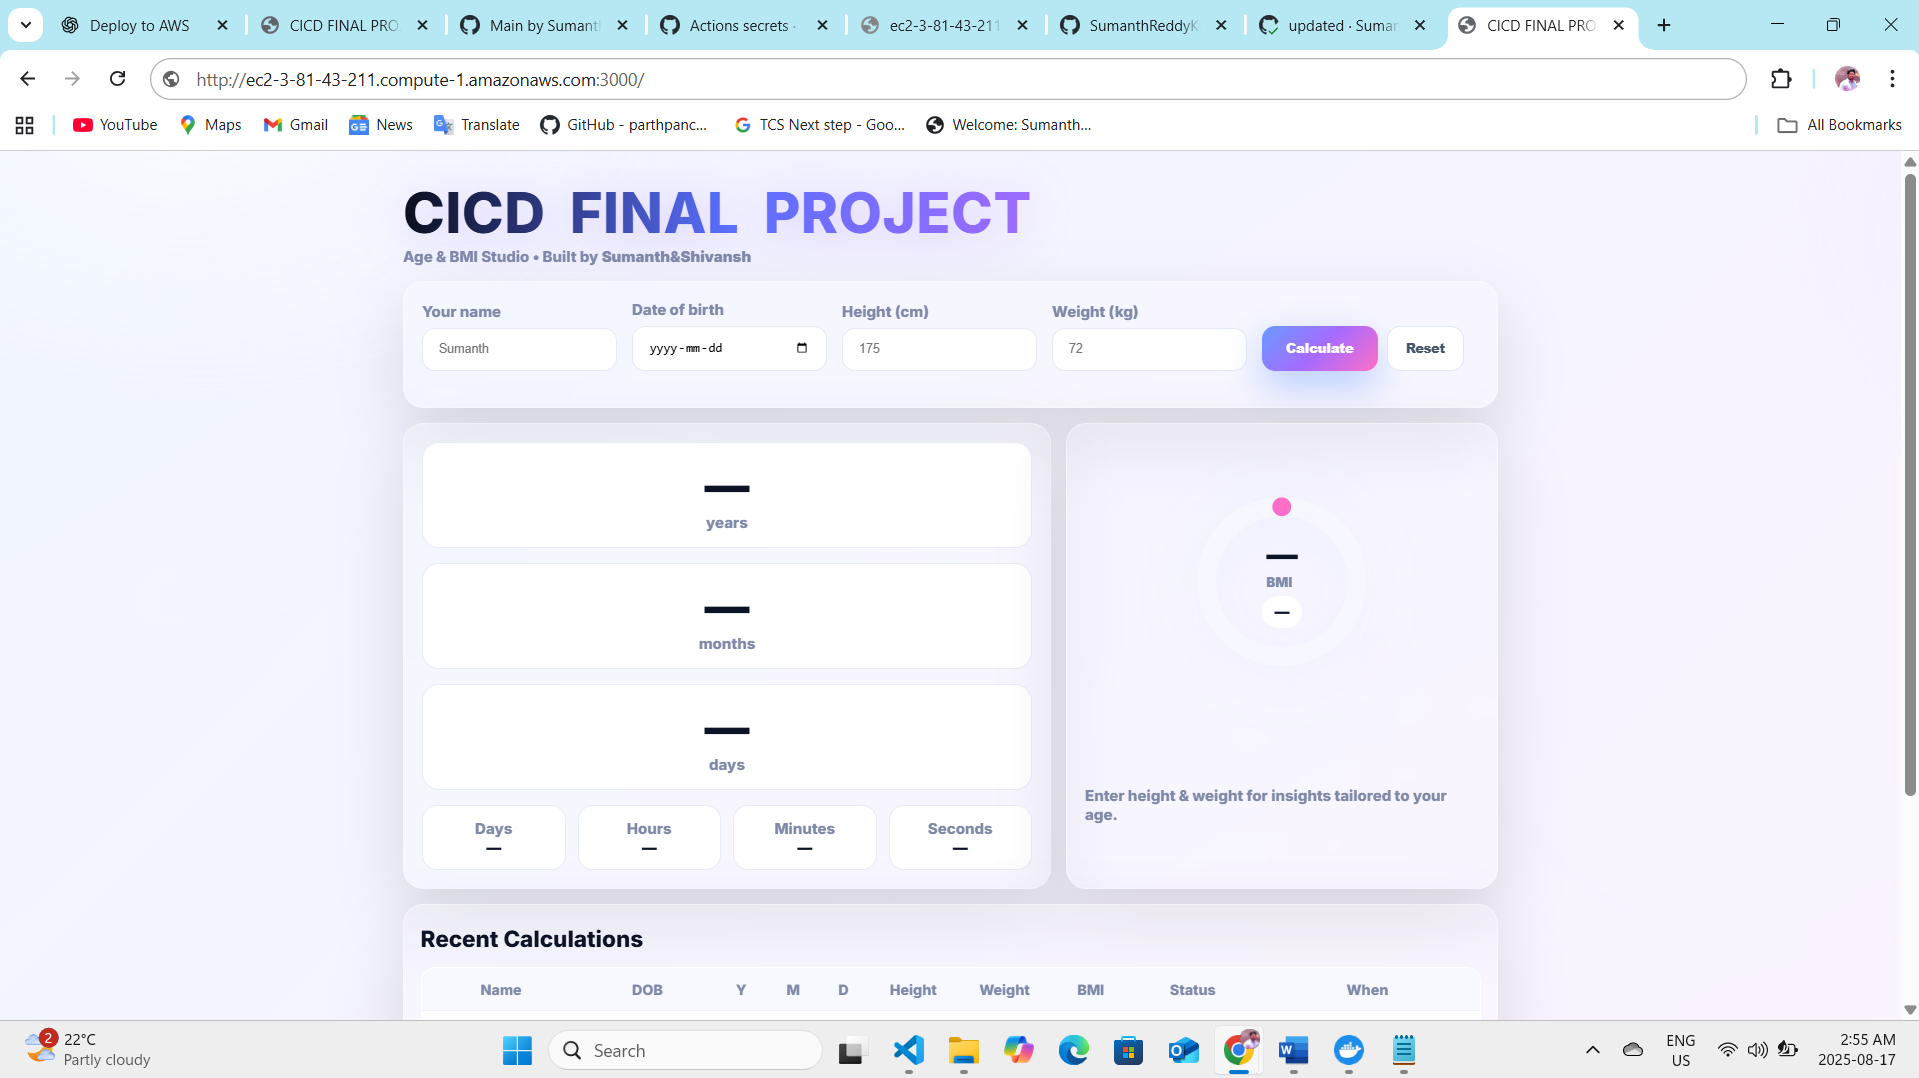 Deploy to AWS
CICD FINAL PRO
Main by Sumant
Actions secrets ·
ec2-3-81-43-211
SumanthReddyK
updated · Sumar
CICD FINAL PRO
http://ec2-3-81-43-211.compute-1.amazonaws.com:3000/
YouTube
Maps
Gmail
News
Translate
GitHub - parthpanc...
TCS Next step - Goo...
Welcome: Sumanth...
All Bookmarks
CICD FINAL PROJECT
Age & BMI Studio • Built by Sumanth&Shivansh
Your name
Date of birth
Height (cm)
Weight (kg)
Sumanth
yyyy-mm-dd
175
72
Calculate
Reset
—
years
—
months
—
days
Days
—
Hours
—
Minutes
—
Seconds
—
—
BMI
—
Enter height & weight for insights tailored to your
age.
Recent Calculations
Name DOB Y M D Height Weight BMI Status When
2
22°C
Partly cloudy
Search
ENG
US
2:55 AM
2025-08-17